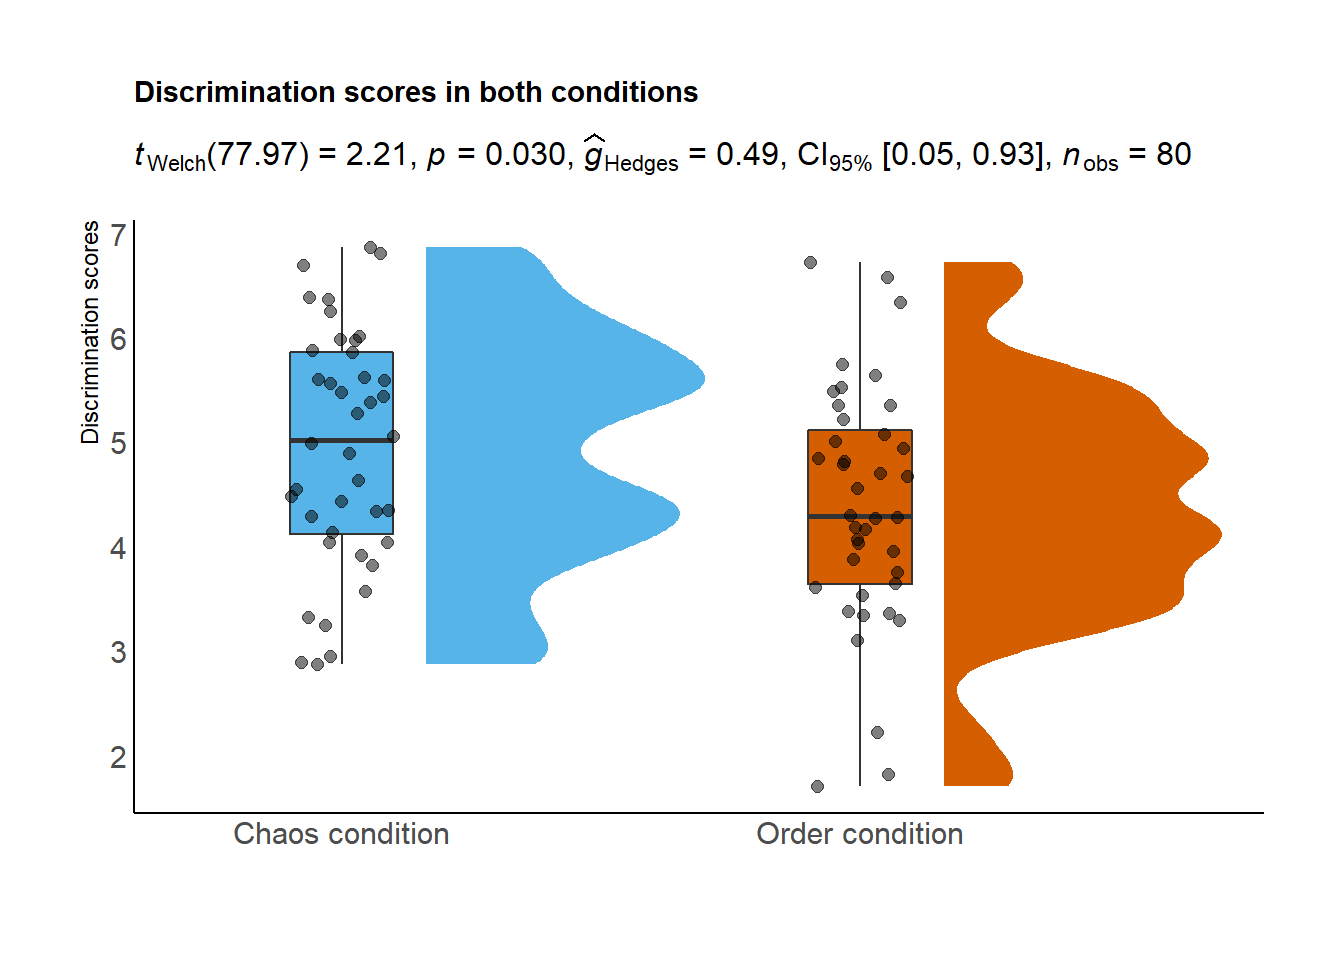 Discrimination scores in both conditions
tWelch(77.97) = 2.21, p = 0.030, ĝHedges = 0.49, CI95% [0.05, 0.93], nobs = 80
Discrimination scores
7
6
5
4
3
2
Chaos condition
Order condition